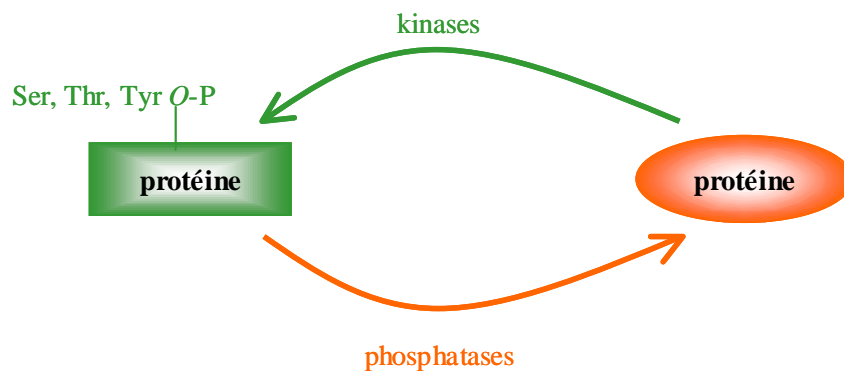 kinases
Ser, Thr, Tyr O-P
protéine
protéine
phosphatases